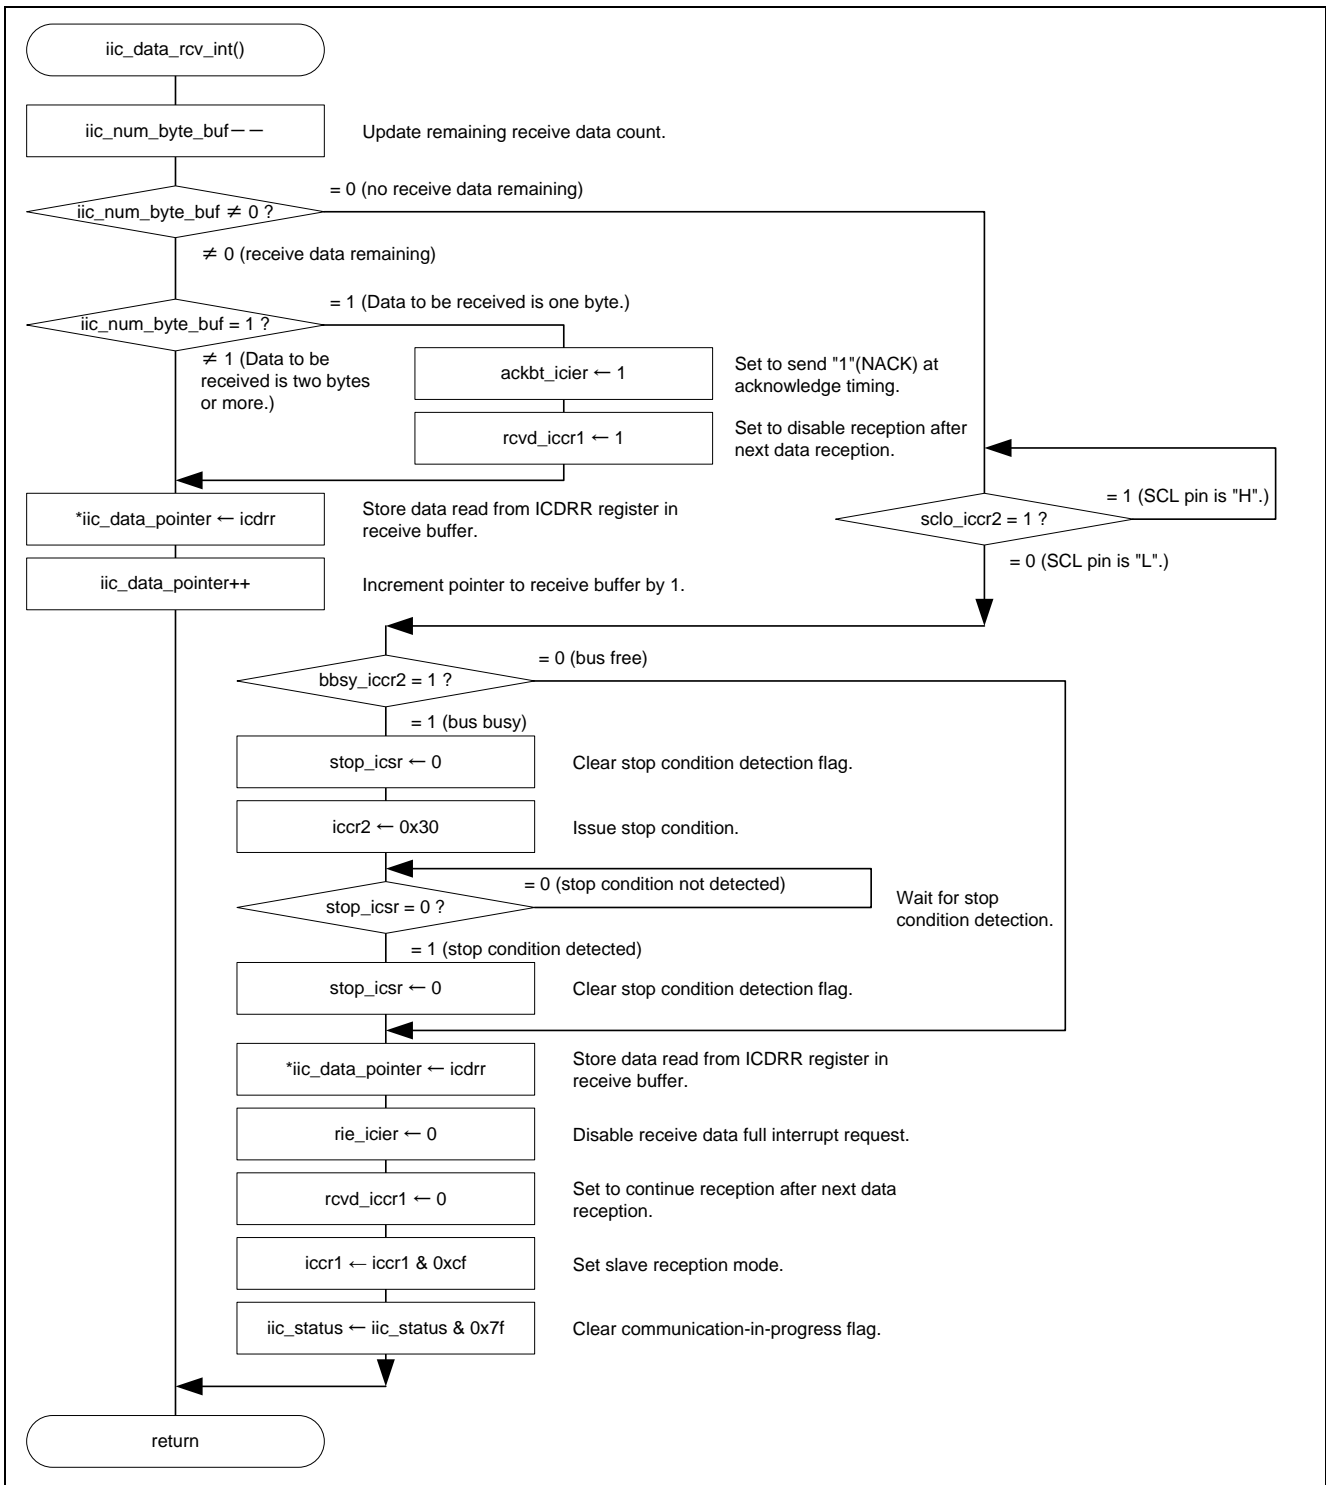 iic_data_rcv_int()
iic_num_byte_buf－－
Update remaining receive data count.
= 0 (no receive data remaining)
iic_num_byte_buf ≠ 0 ?
≠ 0 (receive data remaining)
= 1 (Data to be received is one byte.)
iic_num_byte_buf = 1 ?
≠ 1 (Data to be
received is two bytes
or more.)
ackbt_icier ← 1
Set to send "1"(NACK) at
acknowledge timing.
rcvd_iccr1 ← 1
Set to disable reception after
next data reception.
*iic_data_pointer ← icdrr
Store data read from ICDRR register in
receive buffer.
= 1 (SCL pin is "H".)
sclo_iccr2 = 1 ?
= 0 (SCL pin is "L".)
iic_data_pointer++
Increment pointer to receive buffer by 1.
= 0 (bus free)
bbsy_iccr2 = 1 ?
= 1 (bus busy)
stop_icsr ← 0
Clear stop condition detection flag.
iccr2 ← 0x30
Issue stop condition.
= 0 (stop condition not detected)
stop_icsr = 0 ?
Wait for stop
condition detection.
= 1 (stop condition detected)
stop_icsr ← 0
Clear stop condition detection flag.
*iic_data_pointer ← icdrr
Store data read from ICDRR register in
receive buffer.
rie_icier ← 0
Disable receive data full interrupt request.
rcvd_iccr1 ← 0
Set to continue reception after next data
reception.
iccr1 ← iccr1 & 0xcf
Set slave reception mode.
iic_status ← iic_status & 0x7f
Clear communication-in-progress flag.
return